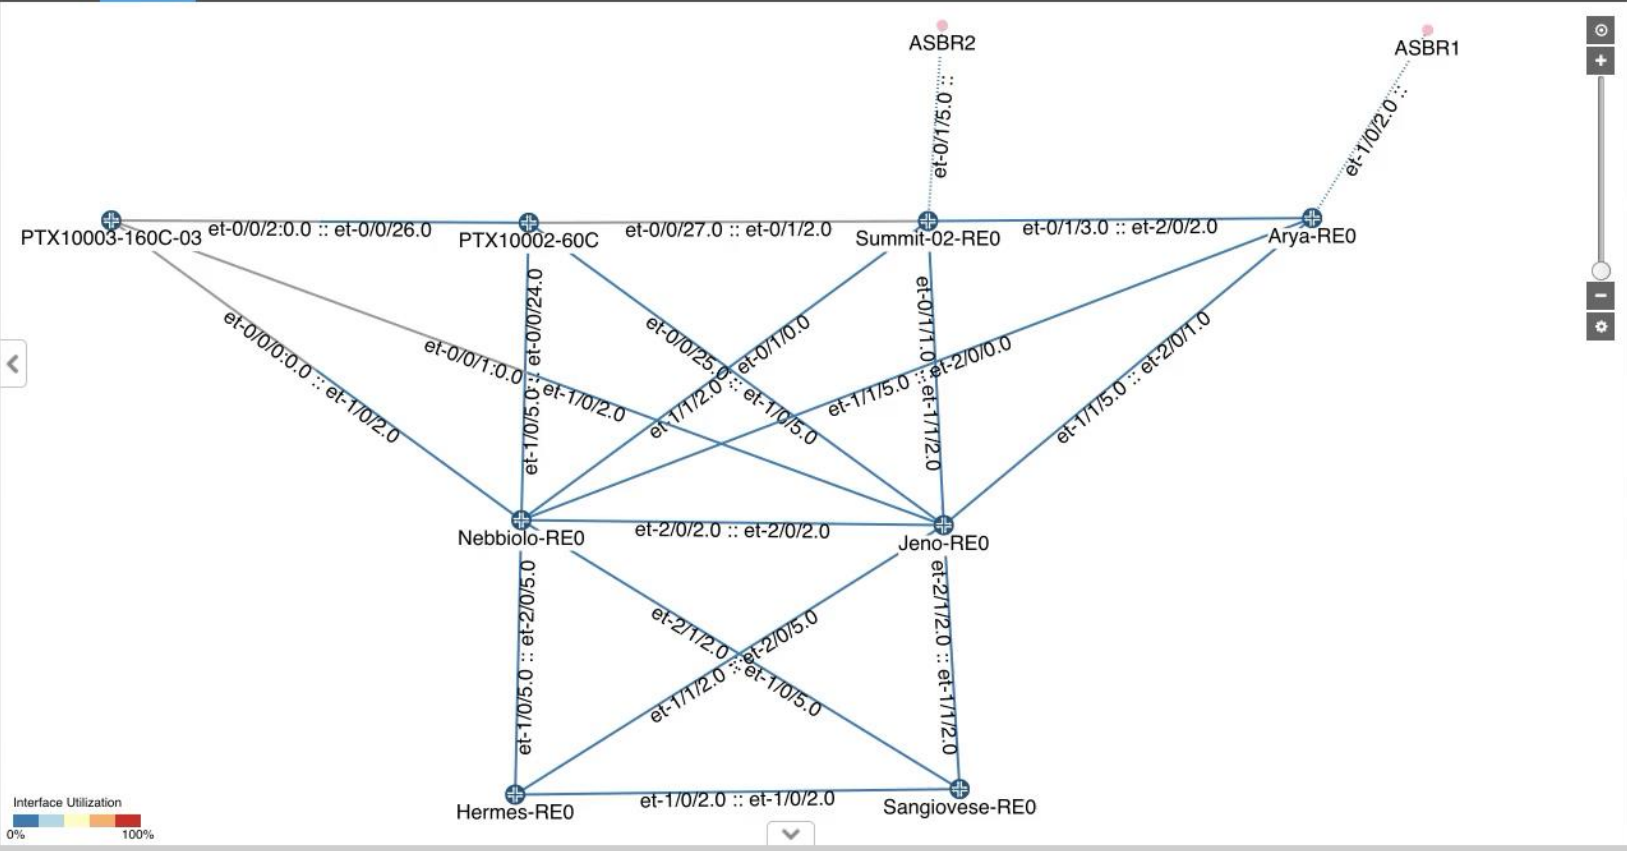 ASBR2
ASBR1
et-0/1/5.0 ::
et-1/0/2.0 ::
PTX10003-160C-03
et-0/0/2:0.0 :: et-0/0/26.0
PTX10002-60C
et-0/0/27.0 :: et-0/1/2.0
Summit-02-RE0
et-0/1/3.0 :: et-2/0/2.0
Arya-RE0
et-0/0/0:0.0 :: et-1/0/2.0
et-0/0/1:0.0 :: et-1/0/2.0
et-1/0/5.0 :: et-0/0/24.0
et-0/0/25.0 :: et-1/0/5.0
et-1/1/2.0 :: et-0/1/0.0
et-1/1/5.0 :: et-2/0/0.0
et-0/1/1.0 :: et-1/1/2.0
et-1/1/5.0 :: et-2/0/1.0
Nebbiolo-RE0
et-2/0/2.0 :: et-2/0/2.0
Jeno-RE0
et-1/0/5.0 :: et-2/0/5.0
et-2/1/2.0 :: et-1/0/5.0
et-1/1/2.0 :: et-2/0/5.0
et-2/1/2.0 :: et-1/1/2.0
Hermes-RE0
et-1/0/2.0 :: et-1/0/2.0
Sangiovese-RE0
Interface Utilization
0%
100%